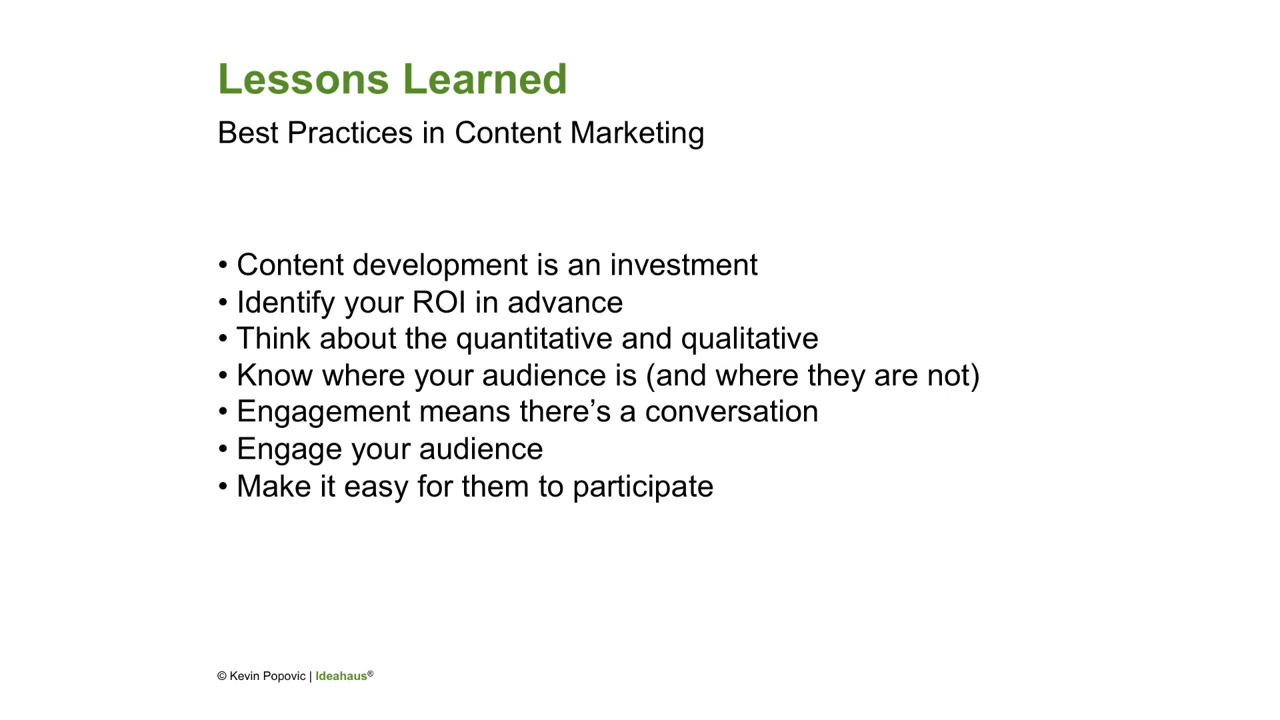 Lessons Learned
Best Practices in Content Marketing
• Content development is an investment
• Identify your ROI in advance
• Think about the quantitative and qualitative
• Know where your audience is (and where they are not)
• Engagement means there’s a conversation
• Engage your audience
• Make it easy for them to participate
© Kevin Popovic | Ideahaus®